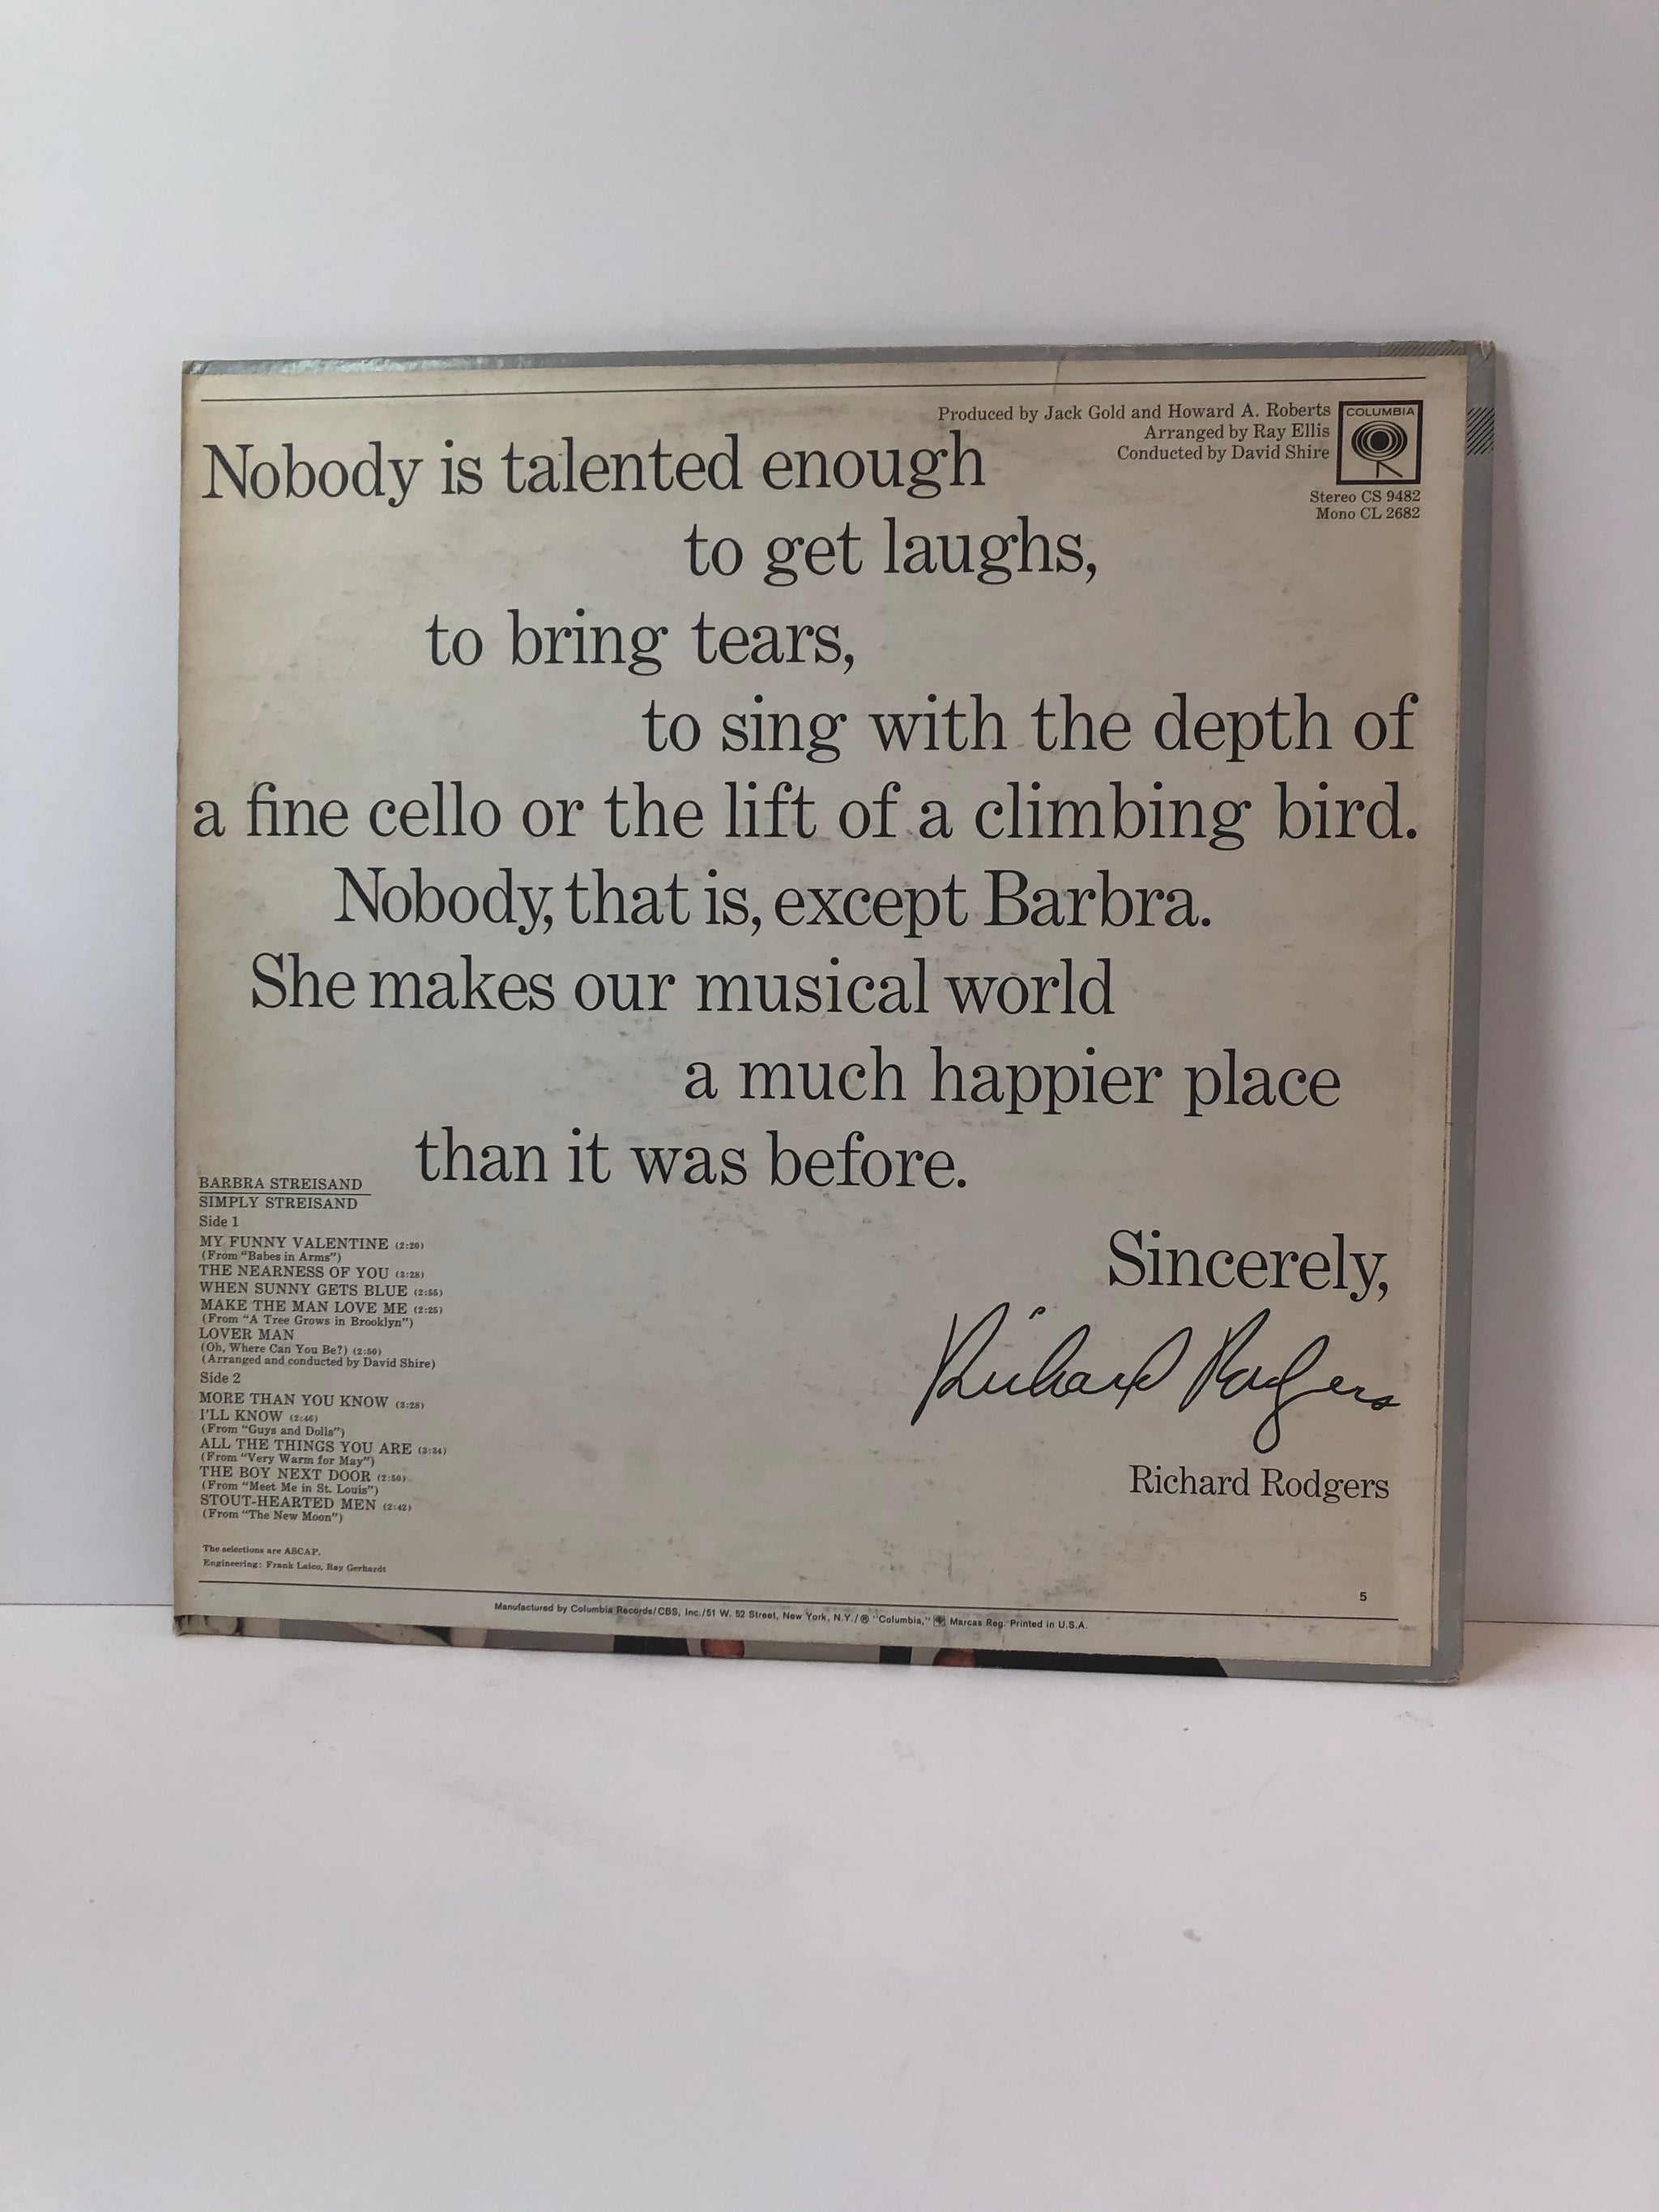 Produced by Jack Gold and Howard A. Roberts
Arranged by Ray Ellis
Conducted by David Shire
COLUMBIA
Stereo CS 9482
Mono CL 2682
Nobody is talented enough
to get laughs,
to bring tears,
to sing with the depth of
a fine cello or the lift of a climbing bird.
Nobody, that is, except Barbra.
She makes our musical world
a much happier place
than it was before.
Sincerely,
Richard Rodgers
Richard Rodgers
BARBRA STREISAND
SIMPLY STREISAND
Side 1
MY FUNNY VALENTINE (2:20)
(From "Babes in Arms")
THE NEARNESS OF YOU (3:28)
WHEN SUNNY GETS BLUE (2:55)
MAKE THE MAN LOVE ME (2:25)
(From "A Tree Grows in Brooklyn")
LOVER MAN
(Oh, Where Can You Be?) (2:50)
(Arranged and conducted by David Shire)
Side 2
MORE THAN YOU KNOW (3:28)
I'LL KNOW (2:46)
(From "Guys and Dolls")
ALL THE THINGS YOU ARE (3:34)
(From "Very Warm for May")
THE BOY NEXT DOOR (2:50)
(From "Meet Me in St. Louis")
STOUT-HEARTED MEN (2:42)
(From "The New Moon")
The selections are ASCAP.
Engineering: Frank Laico, Ray Gerhardt
5
Manufactured by Columbia Records/CBS, Inc./51 W. 52 Street, New York, N.Y./® "Columbia," Marcas Reg. Printed in U.S.A.